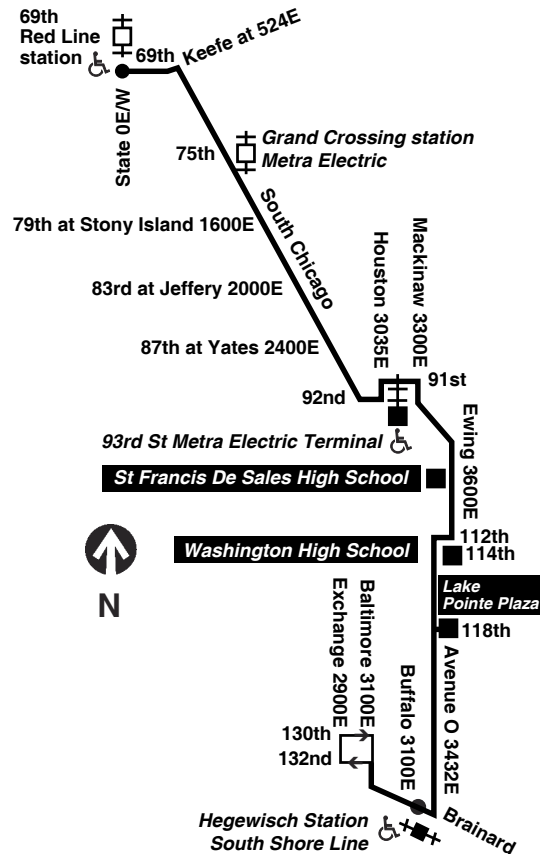 69th
Red Line
station
69th
Keefe at 524E
State 0E/W
Grand Crossing station
Metra Electric
75th
South Chicago
79th at Stony Island 1600E
83rd at Jeffery 2000E
87th at Yates 2400E
Houston 3035E
Mackinaw 3300E
91st
92nd
93rd St Metra Electric Terminal
Ewing 3600E
St Francis De Sales High School
112th
114th
Washington High School
N
Lake
Pointe Plaza
118th
Avenue O 3432E
Exchange 2900E
Baltimore 3100E
Buffalo 3100E
130th
132nd
Brainard
Hegewisch Station
South Shore Line